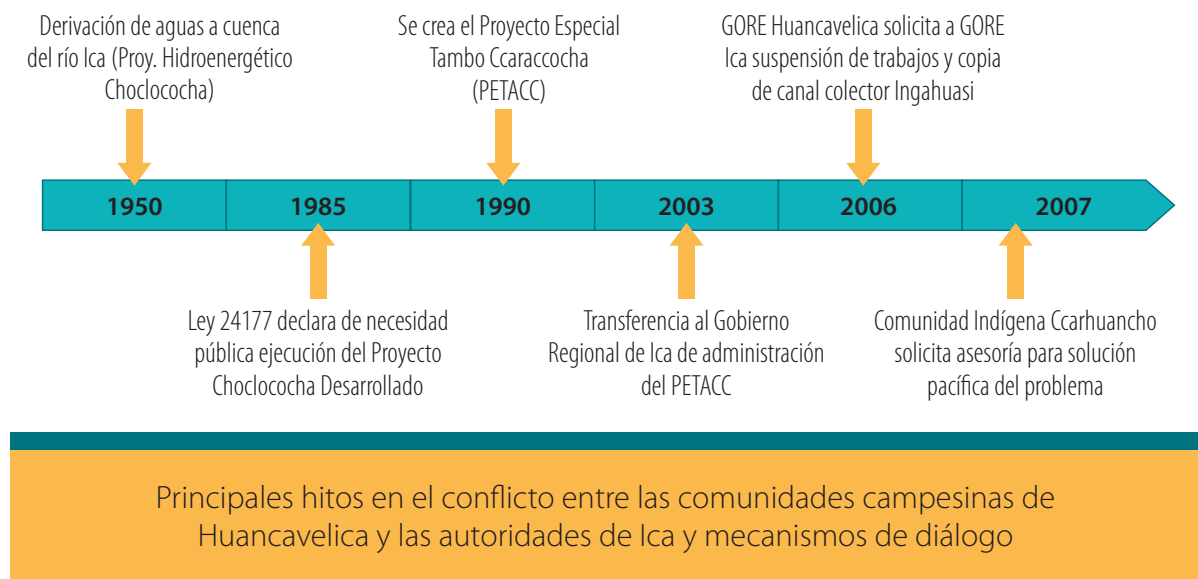 Derivación de aguas a cuenca
del río Ica (Proy. Hidroenergético
Choclococha)
Se crea el Proyecto Especial
Tambo Ccaraccocha
(PETACC)
GORE Huancavelica solicita a GORE
Ica suspensión de trabajos y copia
de canal colector Ingahuasi
1950
1985
1990
2003
2006
2007
Ley 24177 declara de necesidad
pública ejecución del Proyecto
Choclococha Desarrollado
Transferencia al Gobierno
Regional de Ica de administración
del PETACC
Comunidad Indígena Ccarhuancho
solicita asesoría para solución
pacífica del problema
Principales hitos en el conflicto entre las comunidades campesinas de
Huancavelica y las autoridades de Ica y mecanismos de diálogo